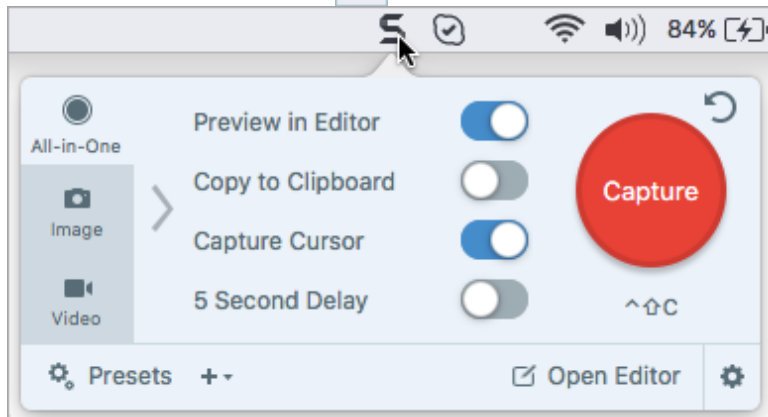 84%
All-in-One
Preview in Editor
Copy to Clipboard
Capture
Image
Capture Cursor
5 Second Delay
Video
^⇧C
Presets
+
Open Editor